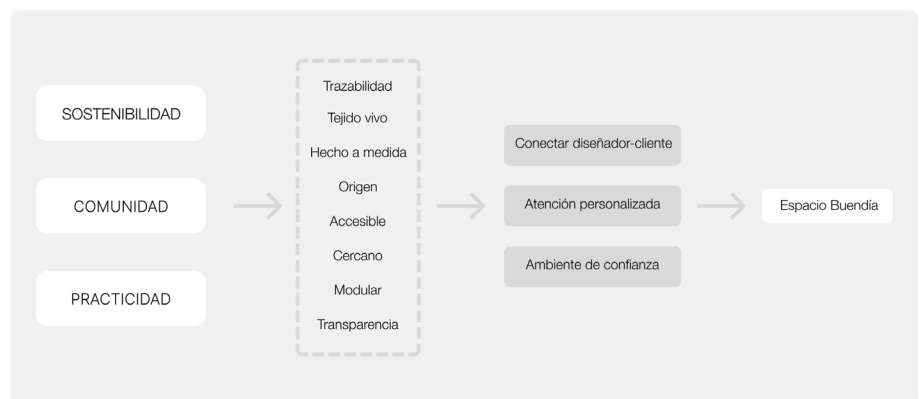 SOSTENIBILIDAD
COMUNIDAD
PRACTICIDAD
Trazabilidad
Tejido vivo
Hecho a medida
Origen
Accesible
Cercano
Modular
Transparencia
Conectar diseñador-cliente
Atención personalizada
Ambiente de confianza
Espacio Buendía